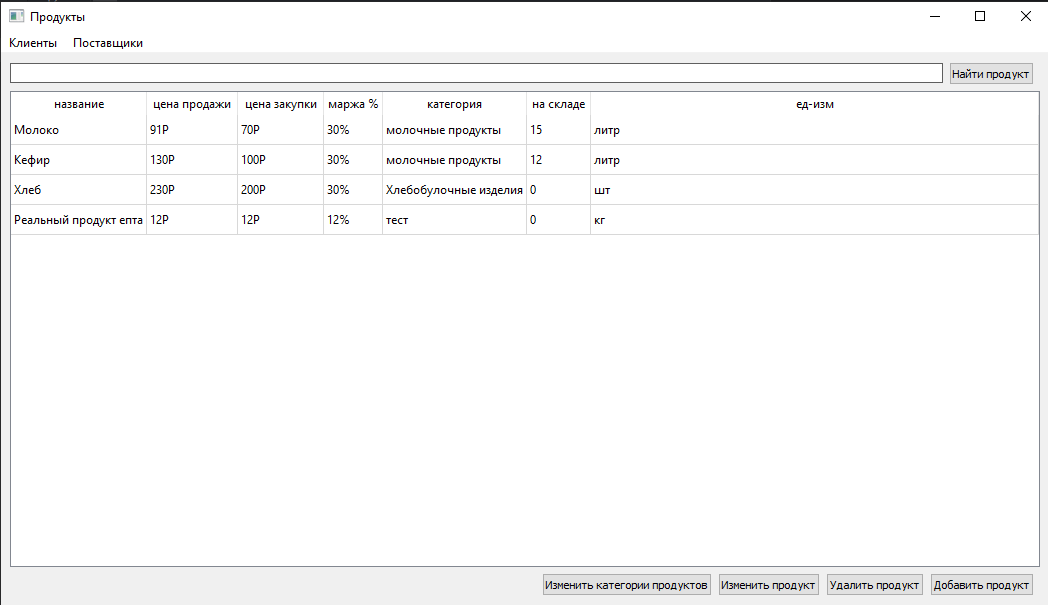 Продукты
Клиенты Поставщики
Найти продукт
название цена продажи цена закупки маржа % категория на складе ед-изм
Молоко 91Р 70Р 30% молочные продукты 15 литр
Кефир 130Р 100Р 30% молочные продукты 12 литр
Хлеб 230Р 200Р 30% Хлебобулочные изделия 0 шт
Реальный продукт епта 12Р 12Р 12% тест 0 кг
Изменить категории продуктов Изменить продукт Удалить продукт Добавить продукт